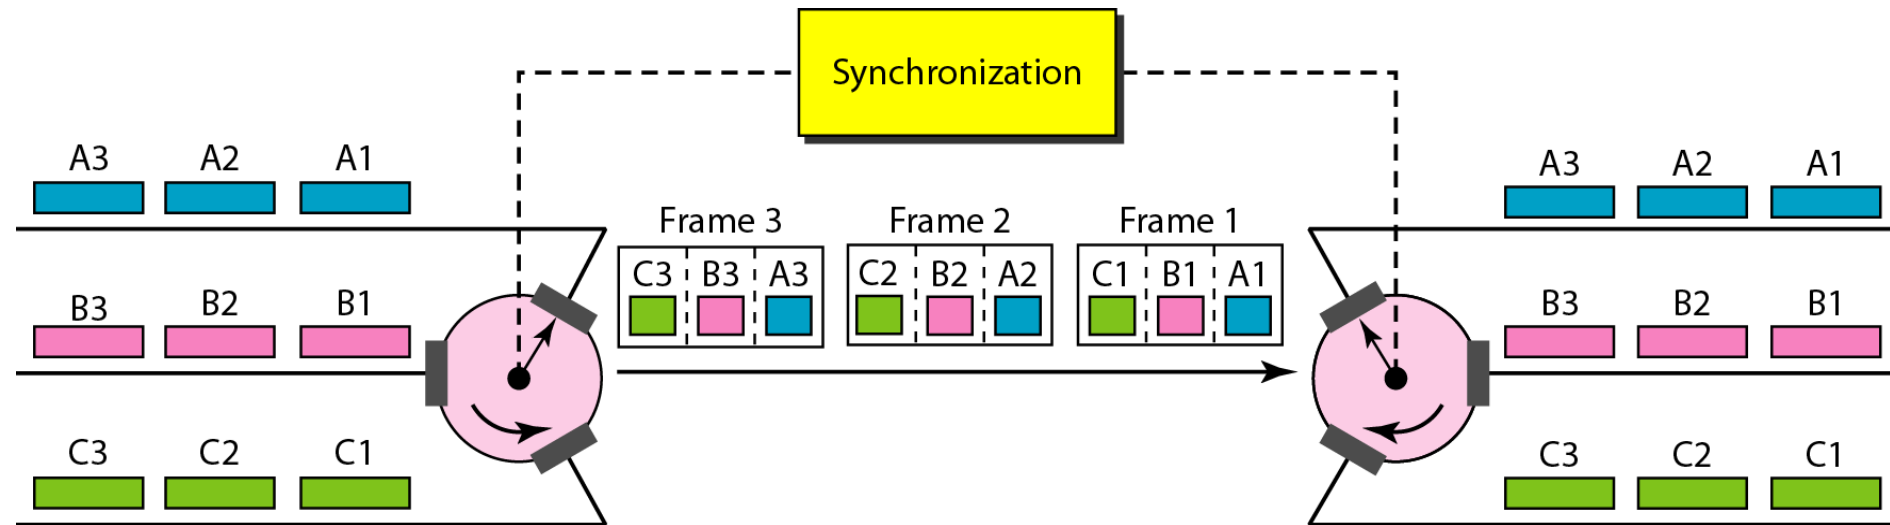 Synchronization
A3 A2 A1
A3 A2 A1
Frame 3 Frame 2 Frame 1
C3 B3 A3 C2 B2 A2 C1 B1 A1
B3 B2 B1
B3 B2 B1
C3 C2 C1
C3 C2 C1